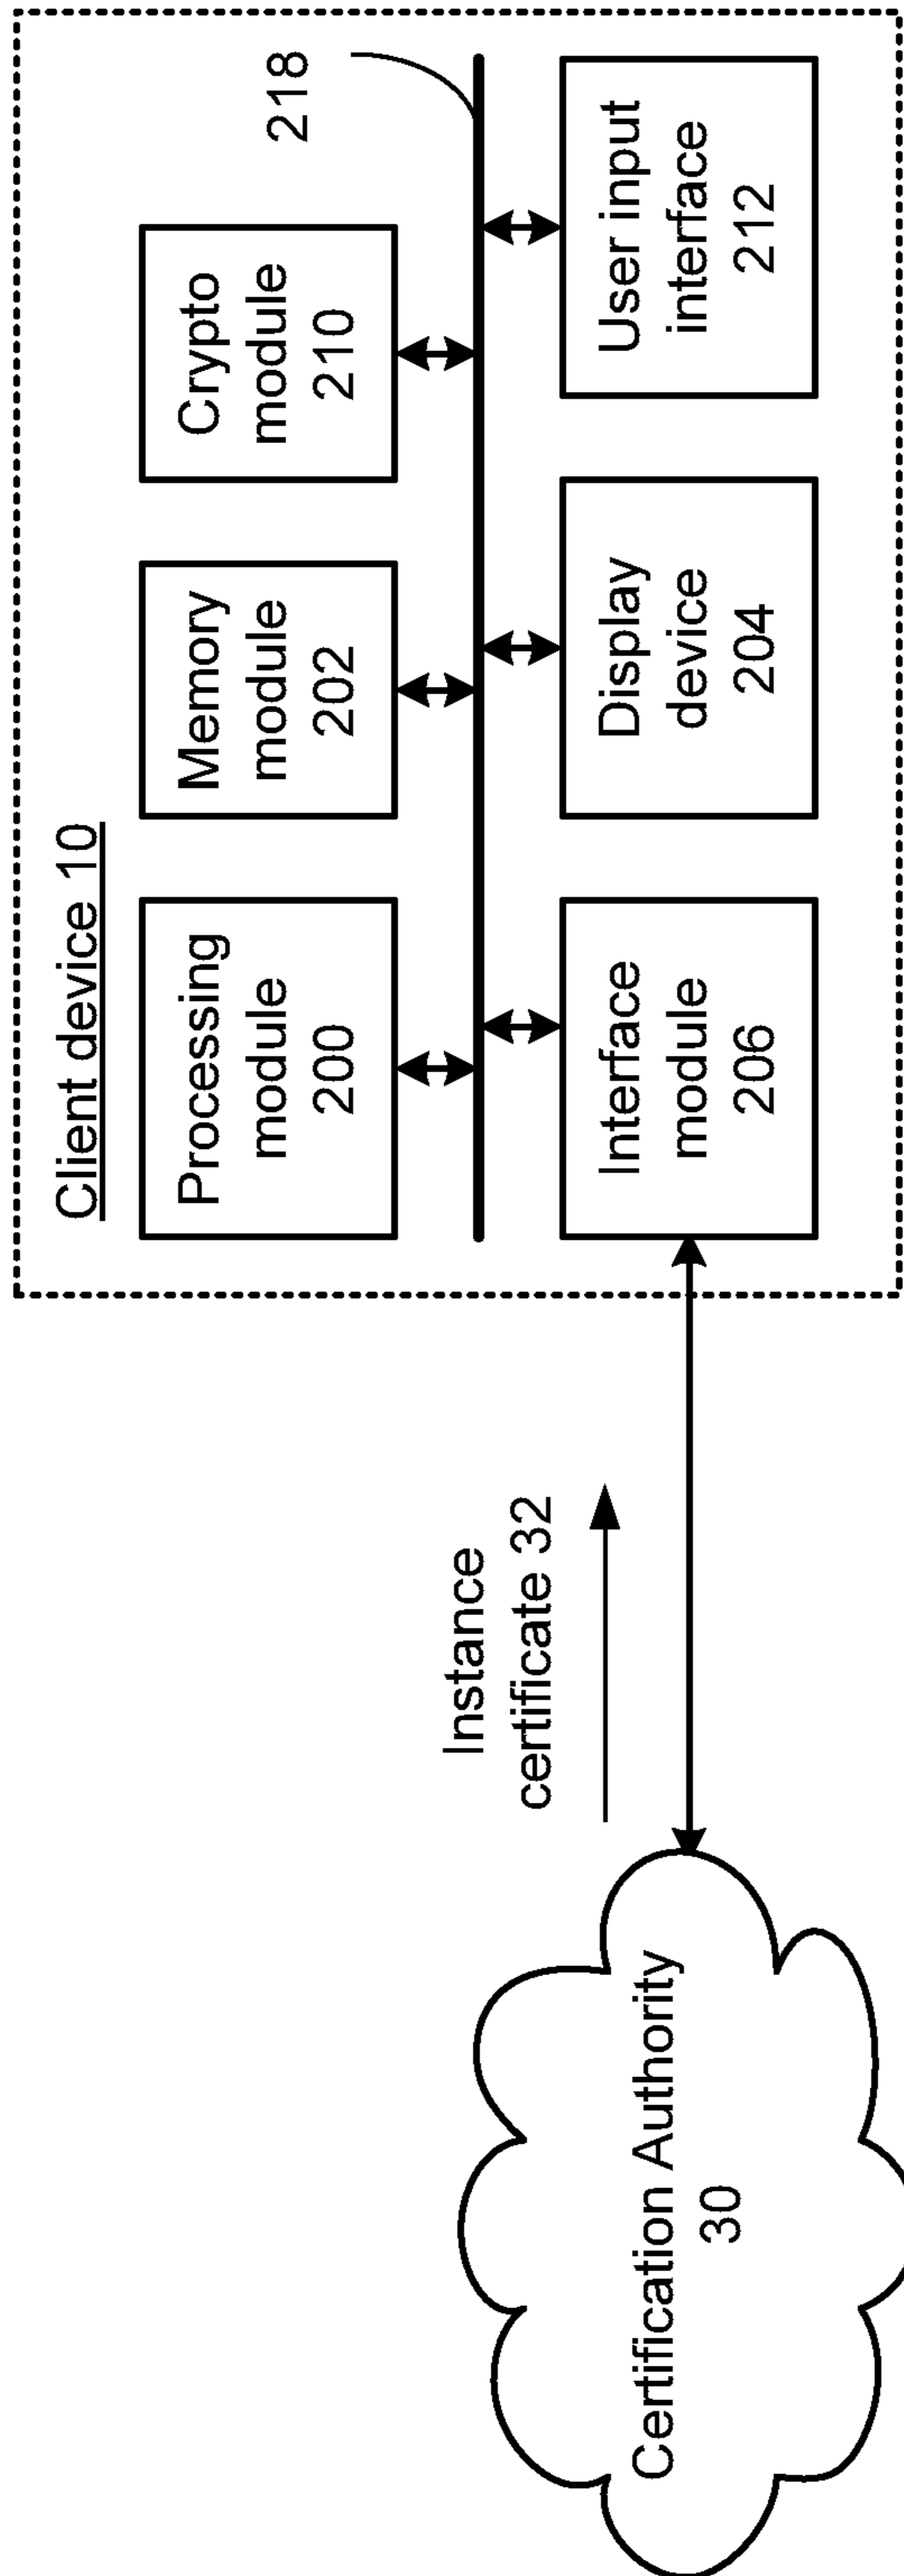 Client device 10
Processing
module
200
Memory
module
202
Crypto
module
210
218
Interface
module
206
Display
device
204
User input
interface
212
Instance
certificate 32
Certification Authority
30